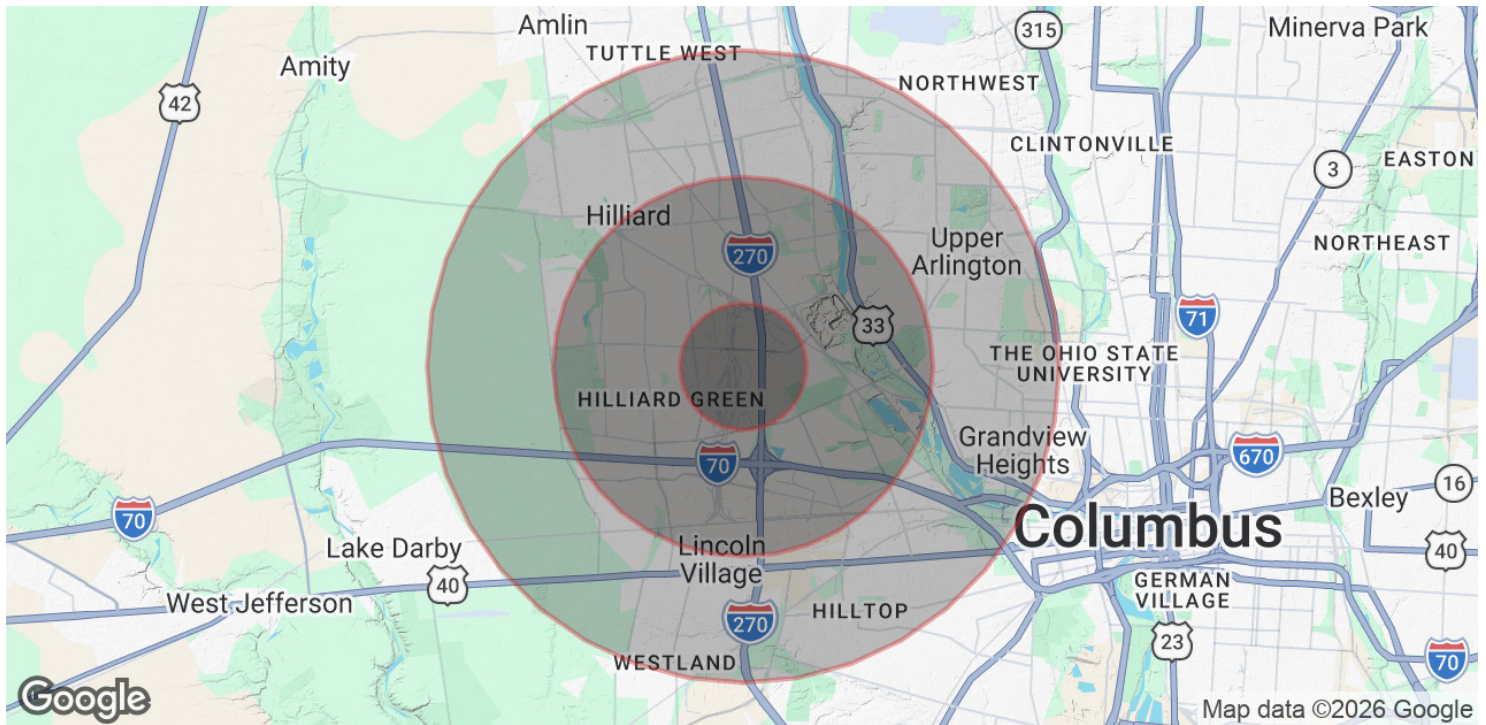 Amlin
315
Minerva Park
TUTTLE WEST
Amity
NORTHWEST
42
CLINTONVILLE
3
EASTON
Hilliard
Upper
Arlington
NORTHEAST
270
71
33
THE OHIO STATE
UNIVERSITY
HILLIARD GREEN
Grandview
Heights
670
70
16
Bexley
70
Columbus
Lake Darby
Lincoln
Village
40
40
West Jefferson
GERMAN
VILLAGE
HILLTOP
270
23
WESTLAND
70
Google
Map data ©2026 Google